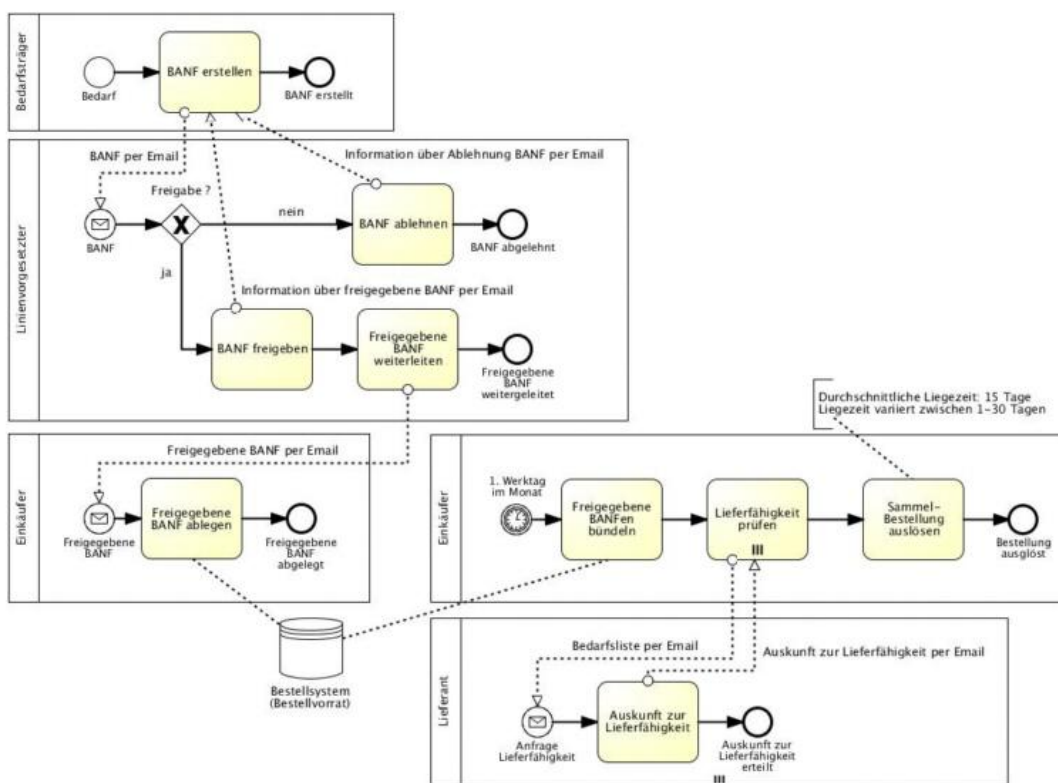 Bedarfsträger
Bedarf
BANF erstellen
BANF erstellt
Linienvorgesetzter
BANF per Email
Information über Ablehnung BANF per Email
Freigabe ?
BANF
nein
BANF ablehnen
BANF abgelehnt
ja
Information über freigegebene BANF per Email
BANF freigeben
Freigegebene
BANF
weiterleiten
Freigegebene
BANF
weitergeleitet
Durchschnittliche Liegezeit: 15 Tage
Liegezeit variiert zwischen 1-30 Tagen
Einkäufer
Freigegebene BANF per Email
Freigegebene
BANF
Freigegebene
BANF ablegen
Freigegebene
BANF
abgelegt
Einkäufer
1. Werktag
im Monat
Freigegebene
BANFen
bündeln
Lieferfähigkeit
prüfen
Sammel-
Bestellung
auslösen
Bestellung
ausglöst
Bestellsystem
(Bestellvorrat)
Lieferant
Bedarfsliste per Email
Auskunft zur Lieferfähigkeit per Email
Anfrage
Lieferfähigkeit
Auskunft zur
Lieferfähigkeit
Auskunft zur
Lieferfähigkeit
erteilt